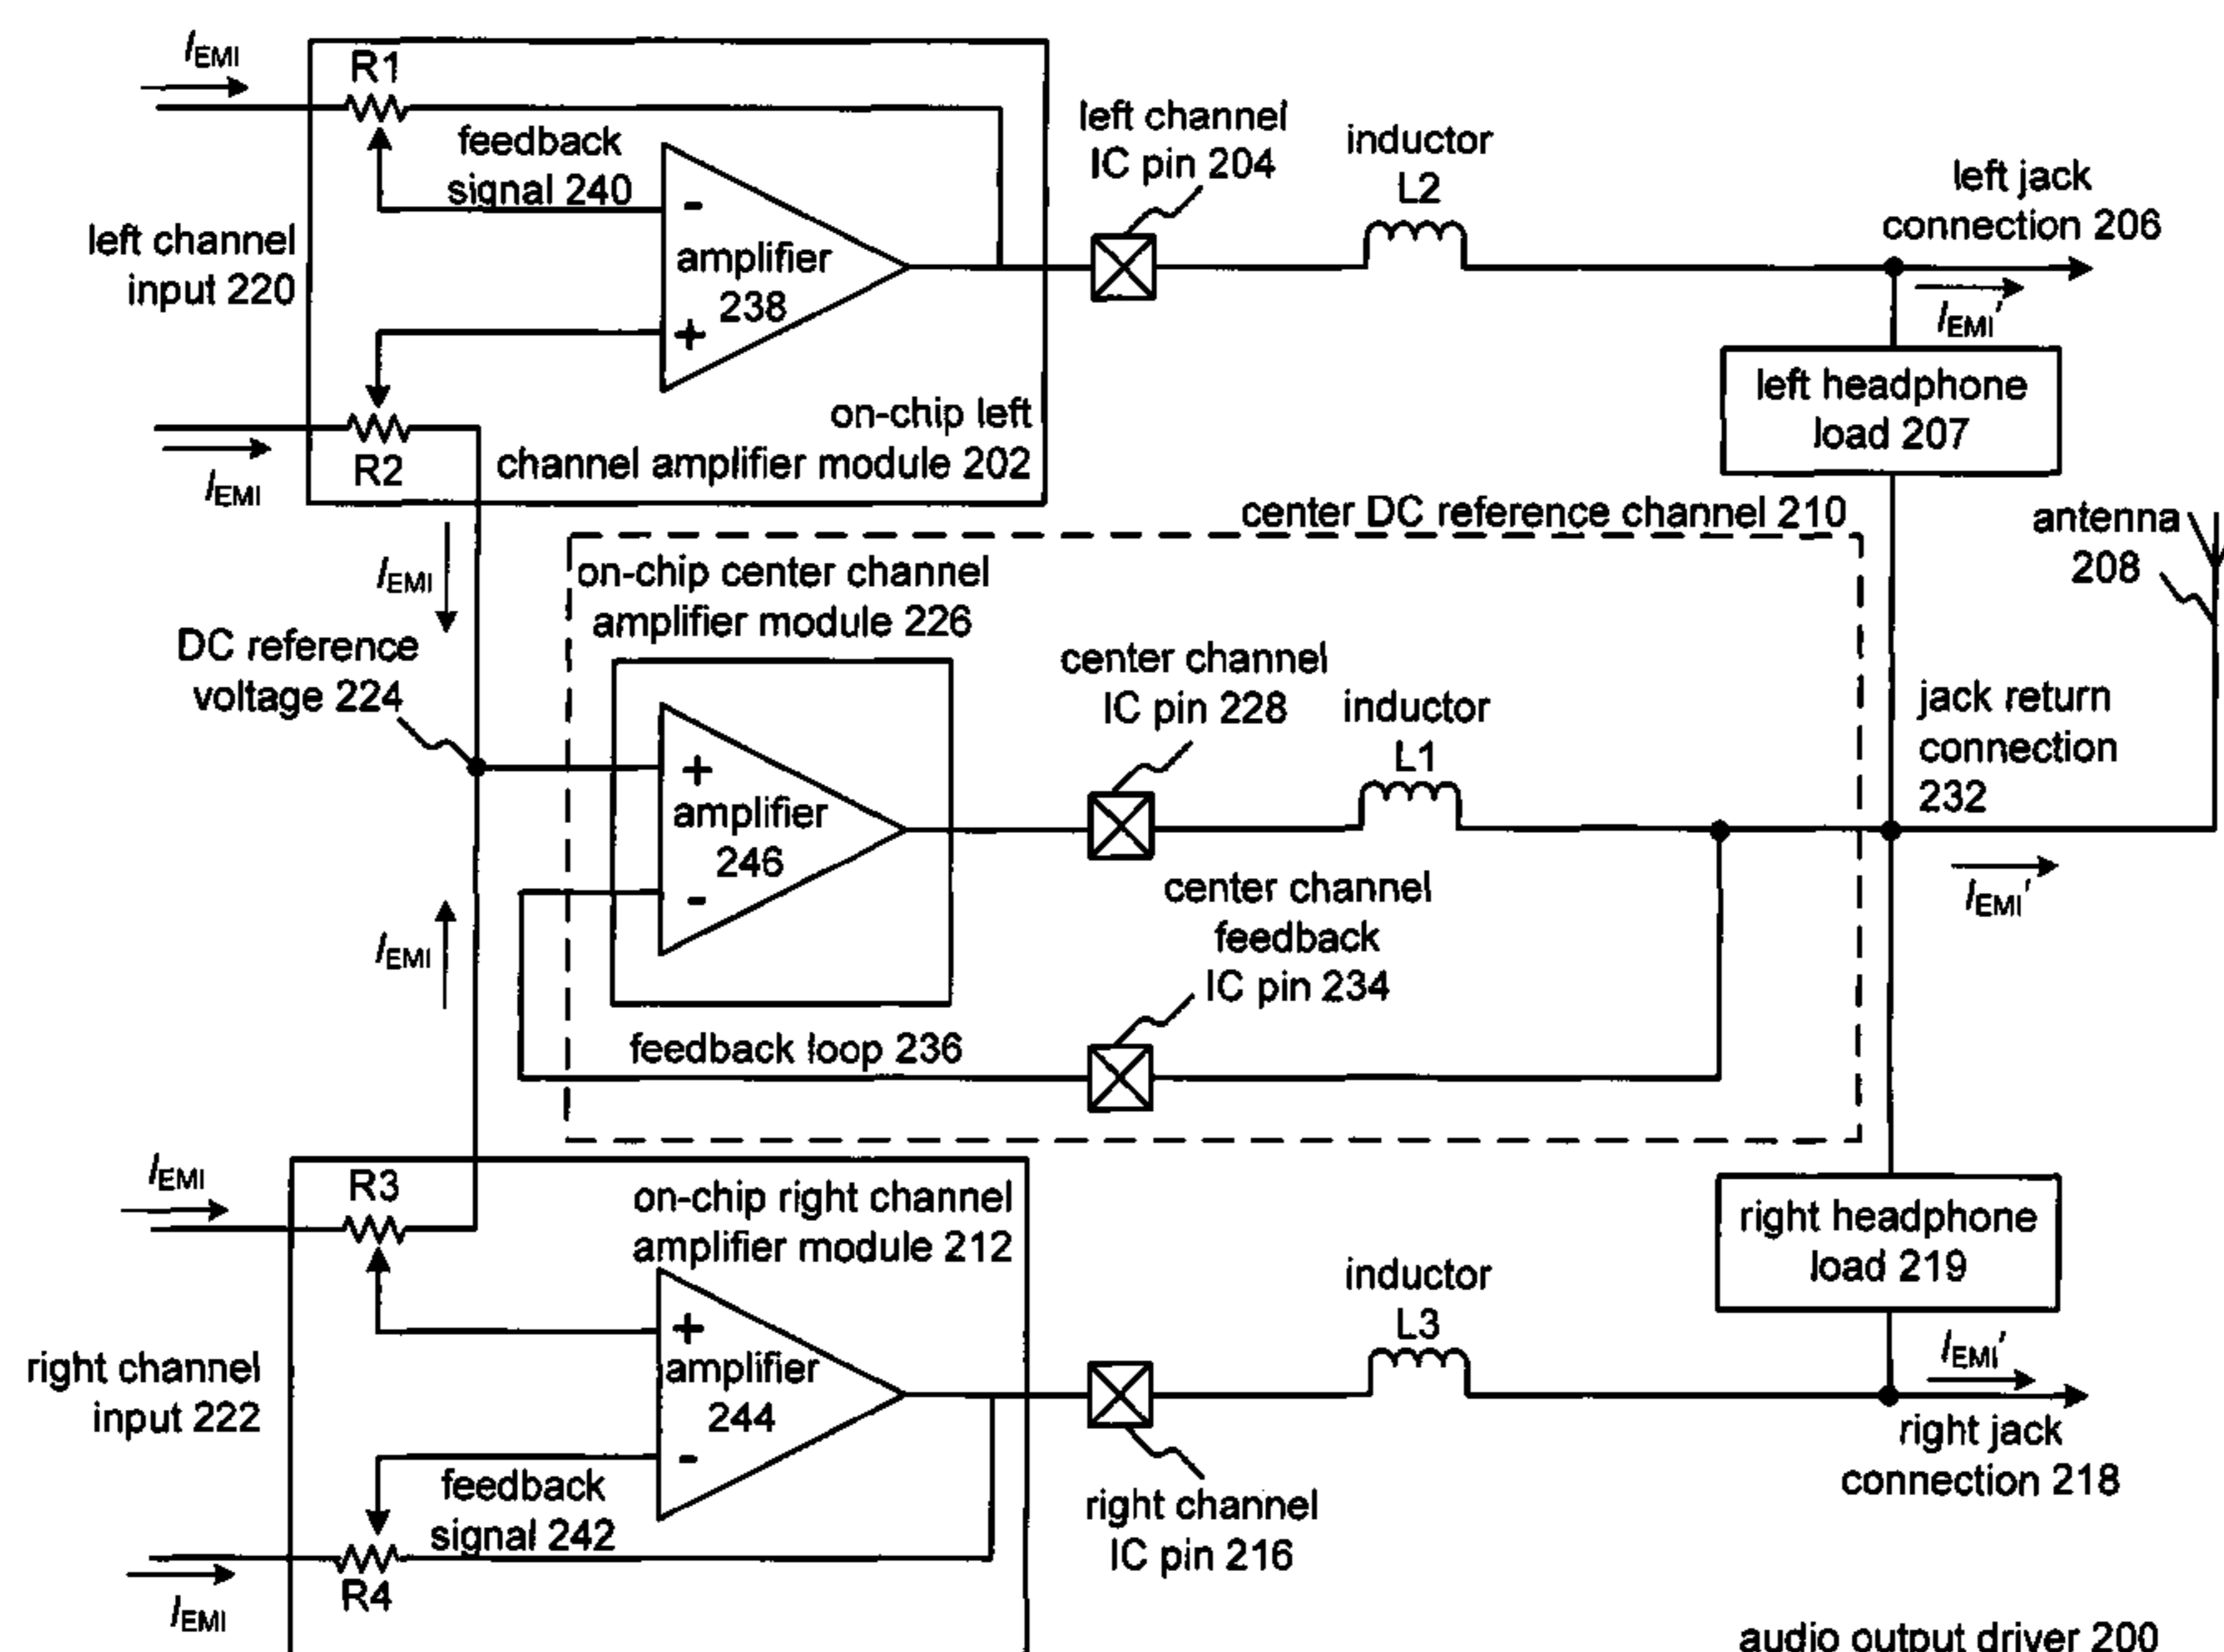 IEMI
R1
feedback
signal 240
left channel
input 220
-
amplifier
238
+
R2
IEMI
on-chip left
channel amplifier module 202
left channel
IC pin 204
inductor
L2
left jack
connection 206
IEMI'
left headphone
load 207
center DC reference channel 210
antenna
208
IEMI
on-chip center channel
amplifier module 226
DC reference
voltage 224
+
amplifier
246
-
center channel
IC pin 228
inductor
L1
jack return
connection
232
IEMI'
center channel
feedback
IC pin 234
IEMI
feedback loop 236
IEMI
R3
on-chip right channel
amplifier module 212
right headphone
load 219
right channel
input 222
+
amplifier
244
-
feedback
signal 242
R4
IEMI
inductor
L3
IEMI'
right jack
connection 218
right channel
IC pin 216
audio output driver 200